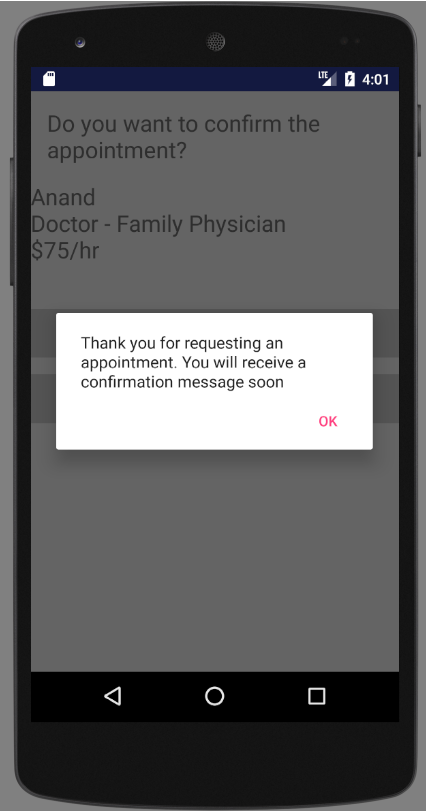 LTE 4:01
Do you want to confirm the
appointment?
Anand
Doctor - Family Physician
$75/hr
Thank you for requesting an
appointment. You will receive a
confirmation message soon
OK